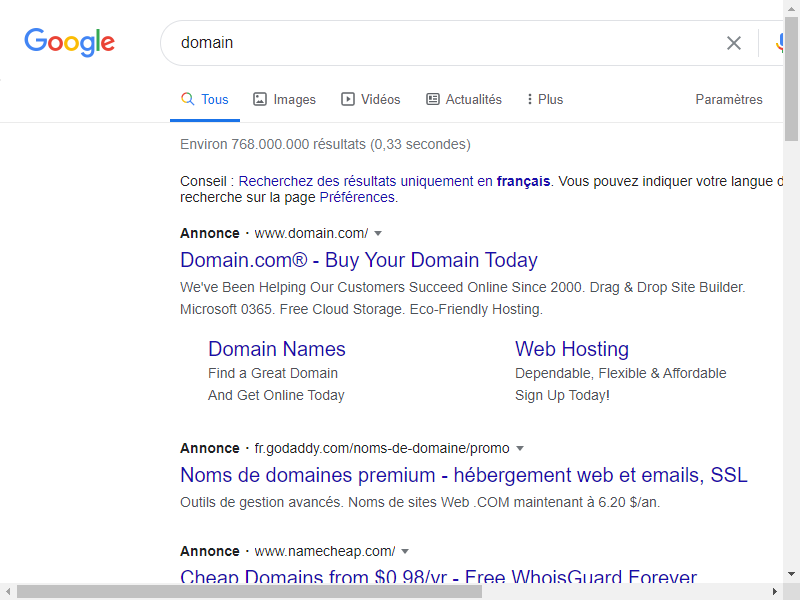 Google
domain
Tous Images Vidéos Actualités Plus Paramètres
Environ 768.000.000 résultats (0,33 secondes)
Conseil : Recherchez des résultats uniquement en français. Vous pouvez indiquer votre langue d
recherche sur la page Préférences.
Annonce · www.domain.com/
Domain.com® - Buy Your Domain Today
We've Been Helping Our Customers Succeed Online Since 2000. Drag & Drop Site Builder.
Microsoft 0365. Free Cloud Storage. Eco-Friendly Hosting.
Domain Names
Find a Great Domain
And Get Online Today
Web Hosting
Dependable, Flexible & Affordable
Sign Up Today!
Annonce · fr.godaddy.com/noms-de-domaine/promo
Noms de domaines premium - hébergement web et emails, SSL
Outils de gestion avancés. Noms de sites Web .COM maintenant à 6.20 $/an.
Annonce · www.namecheap.com/
Cheap Domains from $0.98/yr - Free WhoisGuard Forever